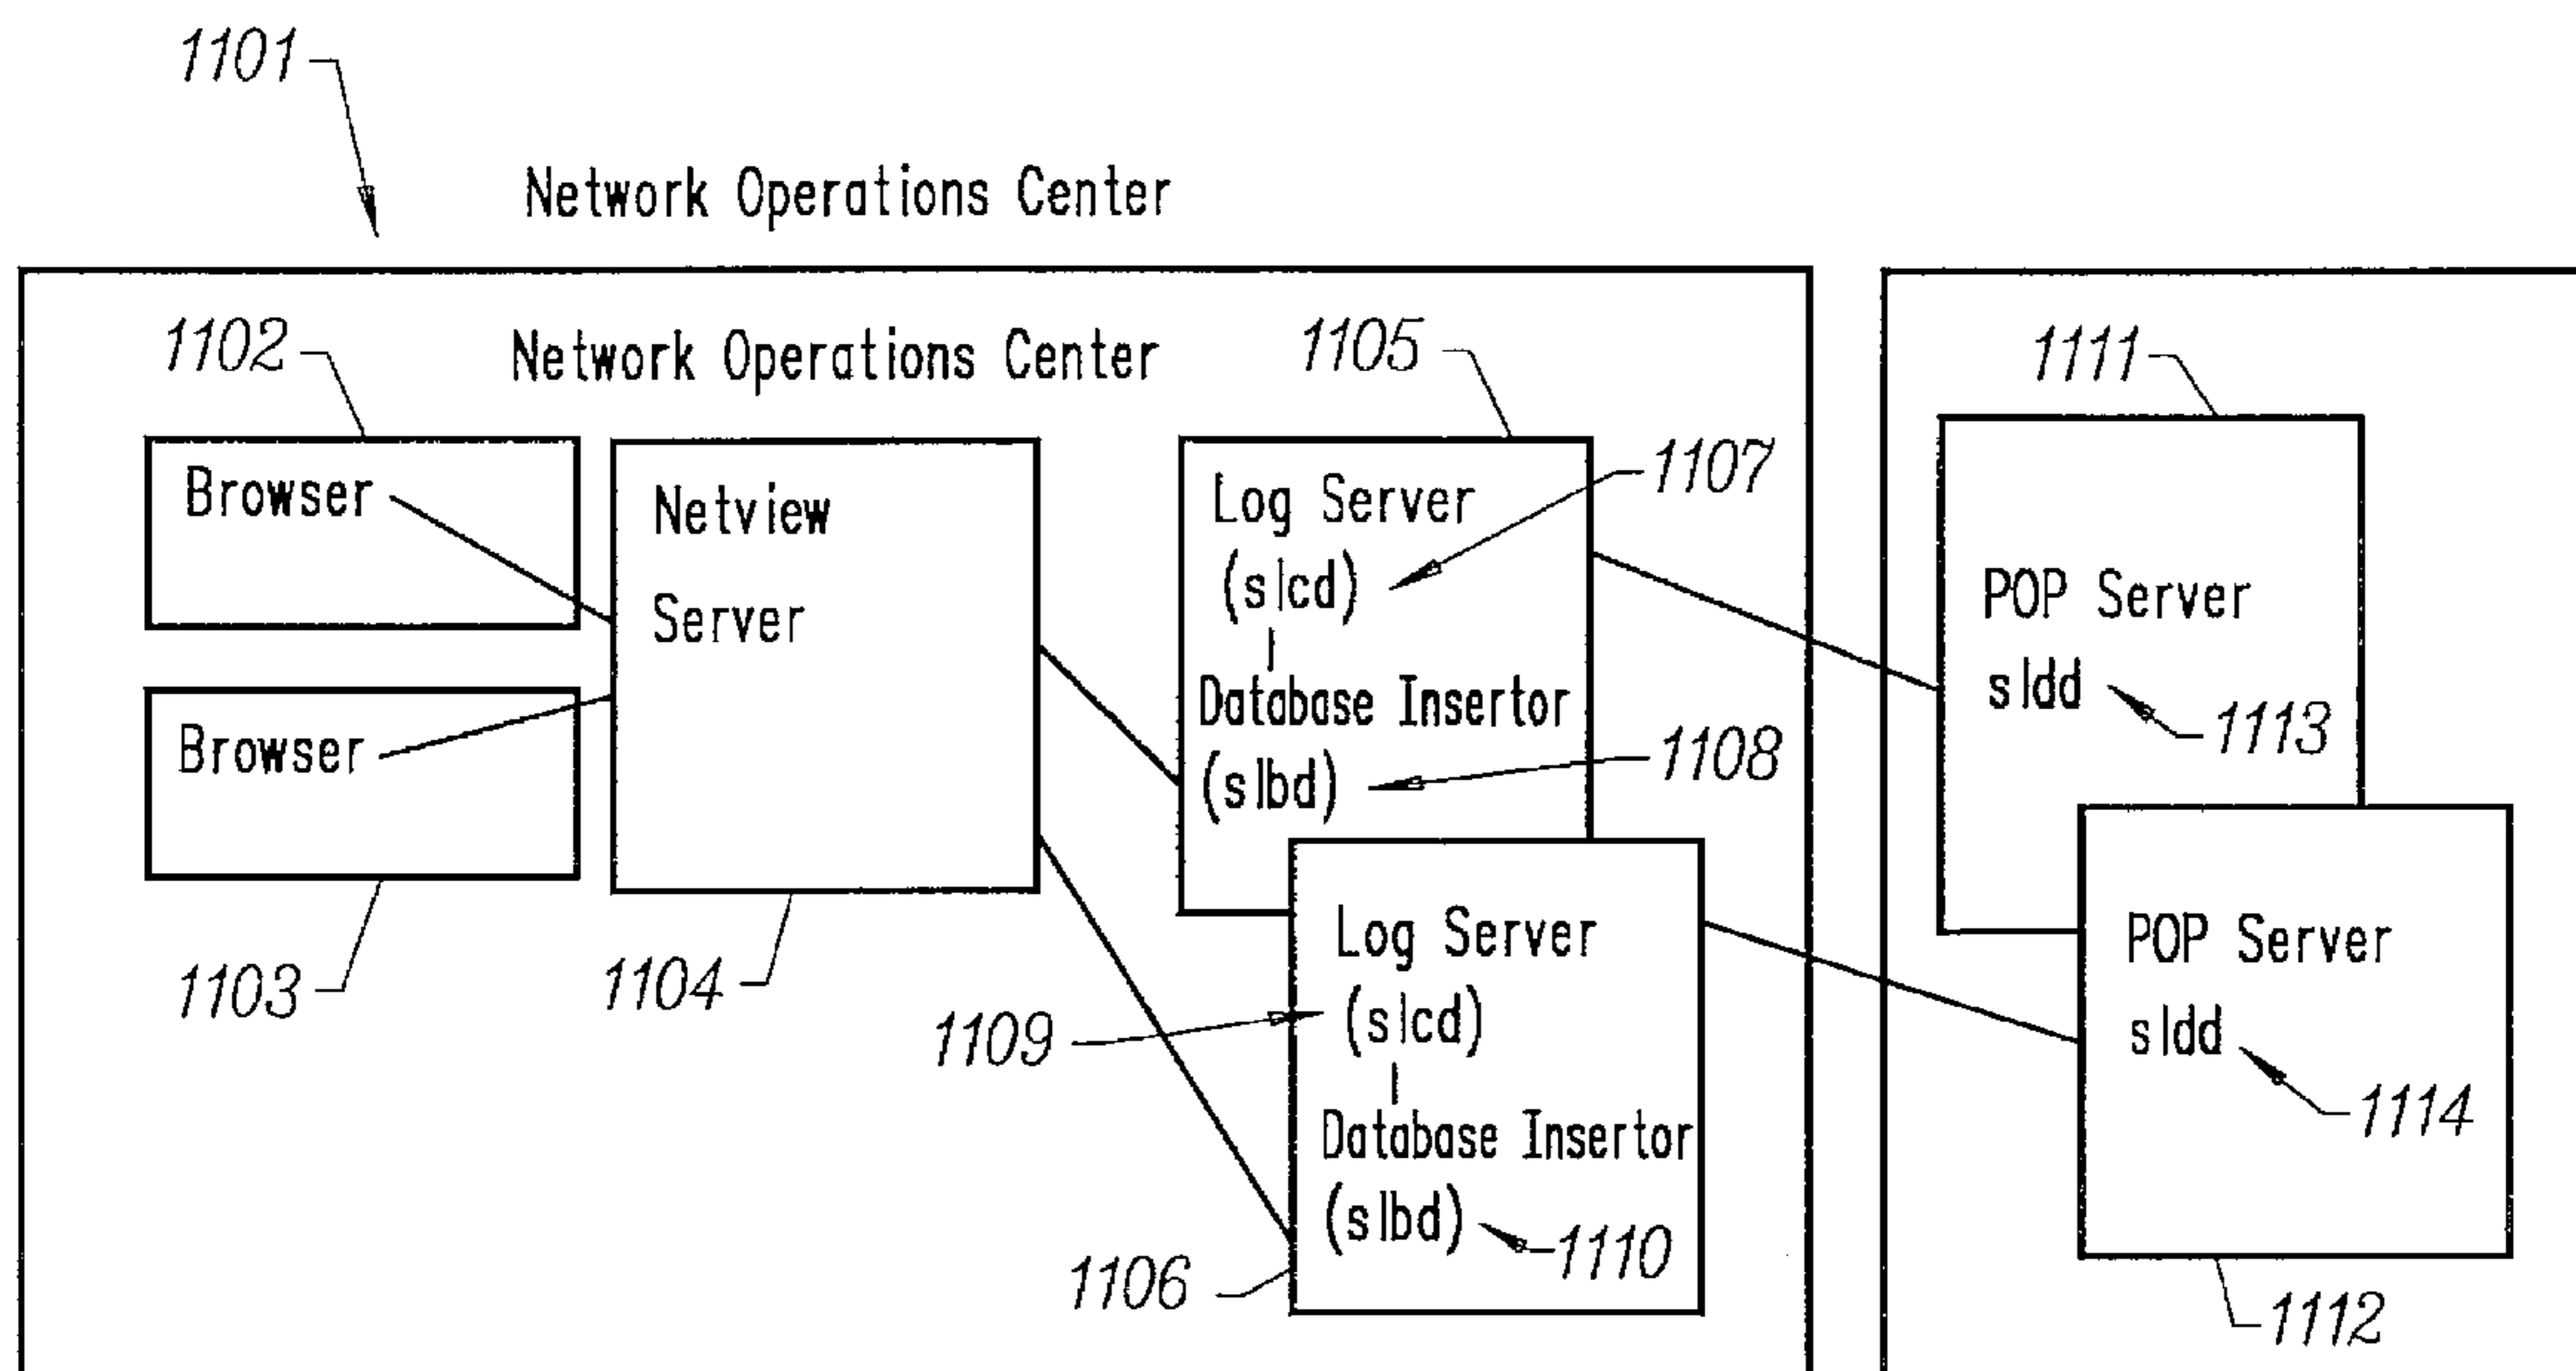 1101
Network Operations Center
Network Operations Center
1102
Browser
Browser
1103
Netview
Server
1104
1105
Log Server
(slcd)
1107
Database Insertor
(slbd)
1108
Log Server
1109
(slcd)
Database Insertor
(slbd)
1110
1106
1111
POP Server
sldd
1113
POP Server
sldd
1114
1112